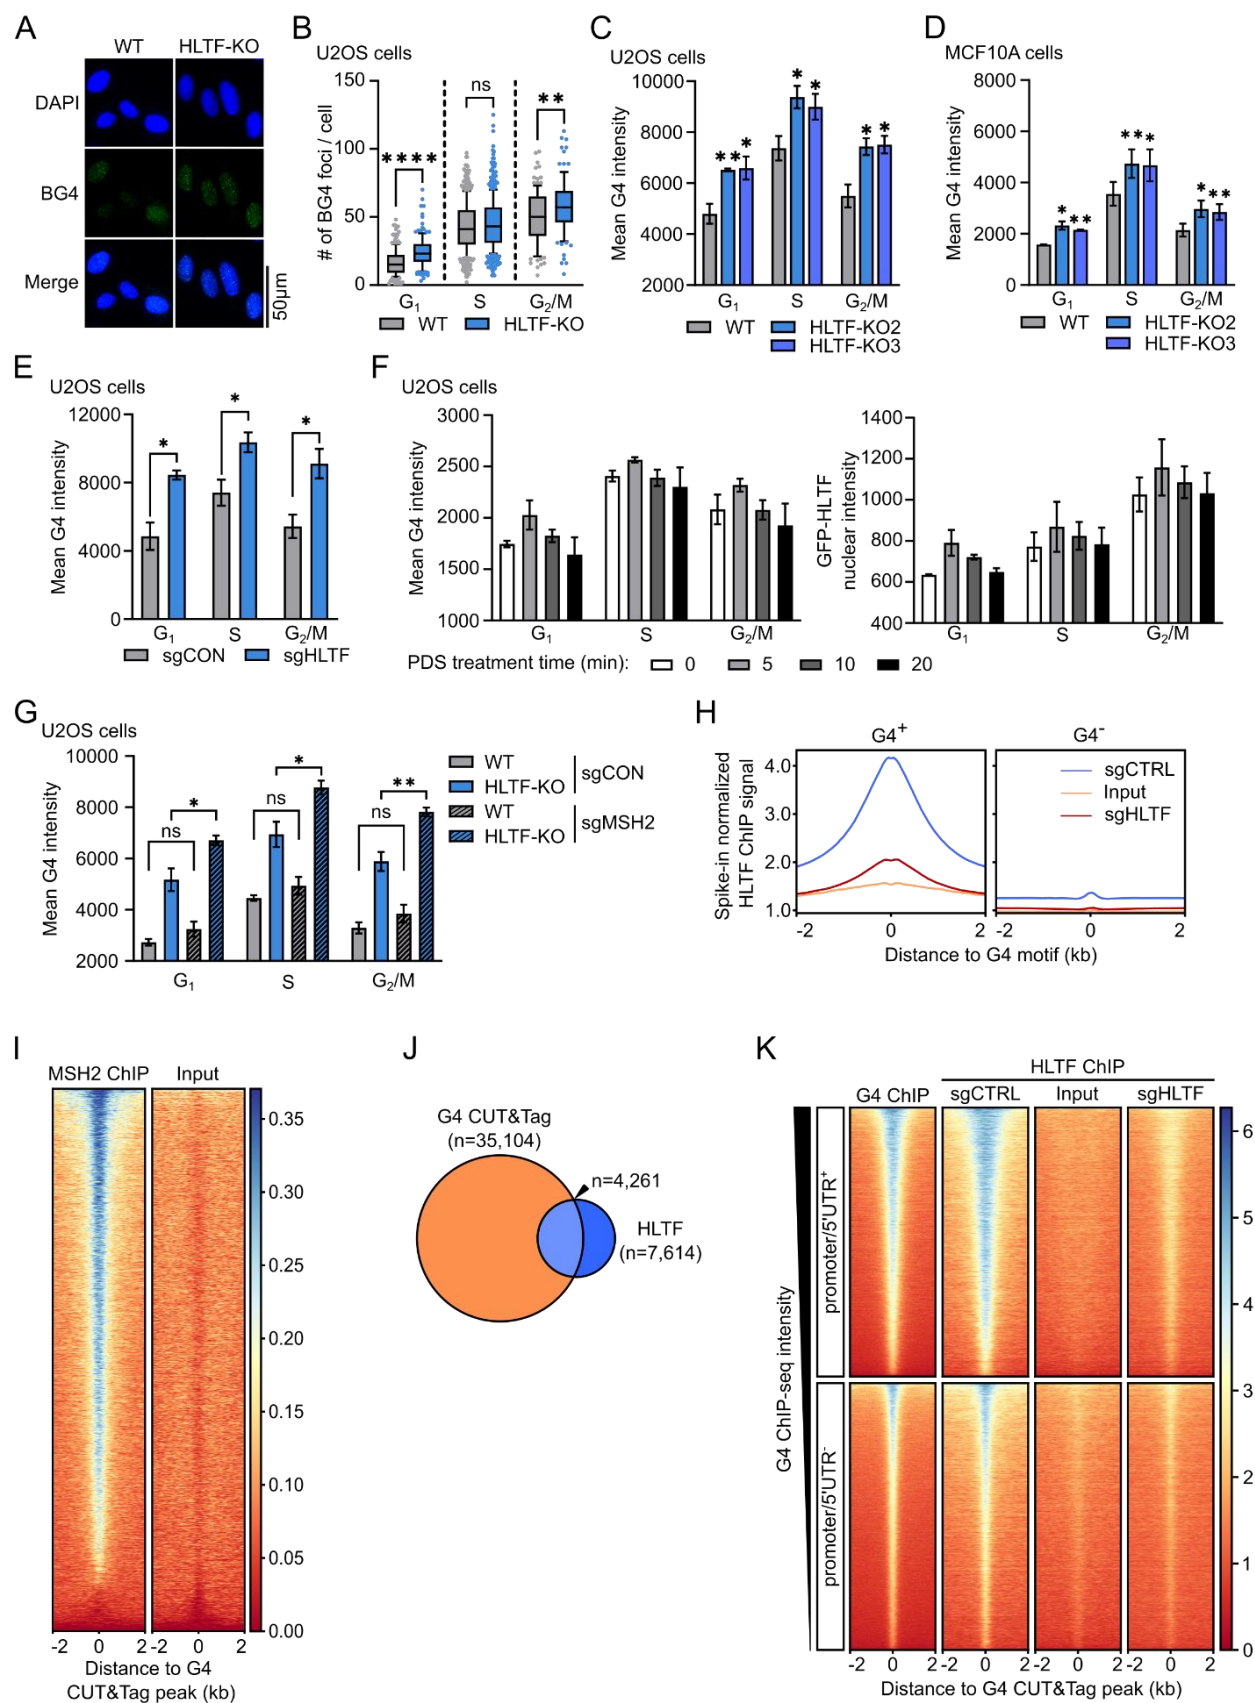 A
WT
HLTF-KO
DAPI
BG4
Merge
50μm
B
U2OS cells
# of BG4 foci / cell
150
100
50
0
****
ns
**
G₁
S
G₂/M
WT
HLTF-KO
C
U2OS cells
Mean G4 intensity
10000
8000
6000
4000
2000
** *
* *
* *
G₁
S
G₂/M
WT
HLTF-KO2
HLTF-KO3
D
MCF10A cells
Mean G4 intensity
8000
6000
4000
2000
0
* **
** *
* **
G₁
S
G₂/M
WT
HLTF-KO2
HLTF-KO3
E
U2OS cells
Mean G4 intensity
12000
8000
4000
0
*
*
*
G₁
S
G₂/M
sgCON
sgHLTF
F
U2OS cells
Mean G4 intensity
3000
2500
2000
1500
1000
G₁
S
G₂/M
GFP-HLTF
nuclear intensity
1400
1200
1000
800
600
400
G₁
S
G₂/M
PDS treatment time (min):
0
5
10
20
G
U2OS cells
Mean G4 intensity
10000
8000
6000
4000
2000
ns
*
ns
*
ns
**
G₁
S
G₂/M
WT
HLTF-KO
sgCON
WT
HLTF-KO
sgMSH2
H
G4⁺
G4⁻
Spike-in normalized
HLTF ChIP signal
4.0
3.0
2.0
1.0
sgCTRL
Input
sgHLTF
-2
0
2
-2
0
2
Distance to G4 motif (kb)
I
MSH2 ChIP
Input
0.35
0.30
0.25
0.20
0.15
0.10
0.05
0.00
-2
0
2
-2
0
2
Distance to G4
CUT&Tag peak (kb)
J
G4 CUT&Tag
(n=35,104)
n=4,261
HLTF
(n=7,614)
K
HLTF ChIP
G4 ChIP
sgCTRL
Input
sgHLTF
G4 ChIP-seq intensity
promoter/5'UTR⁺
promoter/5'UTR⁻
6
5
4
3
2
1
0
-2
0
2
-2
0
2
-2
0
2
-2
0
2
Distance to G4 CUT&Tag peak (kb)